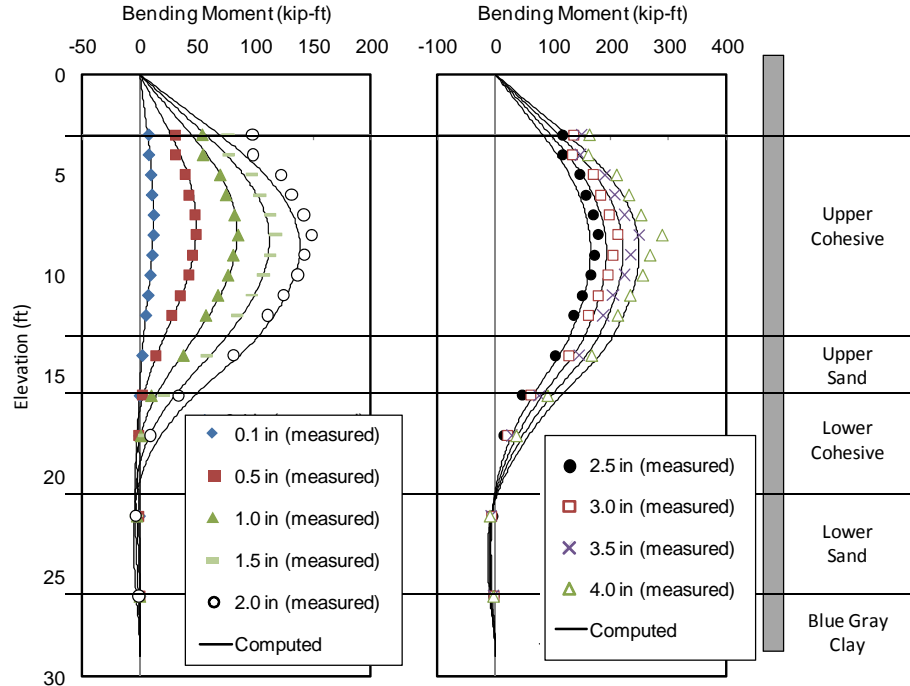 Bending Moment (kip-ft)
-50 0 50 100 150 200
Bending Moment (kip-ft)
-100 0 100 200 300 400
Elevation (ft)
0
5
10
15
20
25
30
0.1 in (measured)
0.5 in (measured)
1.0 in (measured)
1.5 in (measured)
2.0 in (measured)
Computed
2.5 in (measured)
3.0 in (measured)
3.5 in (measured)
4.0 in (measured)
Computed
Upper
Cohesive
Upper
Sand
Lower
Cohesive
Lower
Sand
Blue Gray
Clay